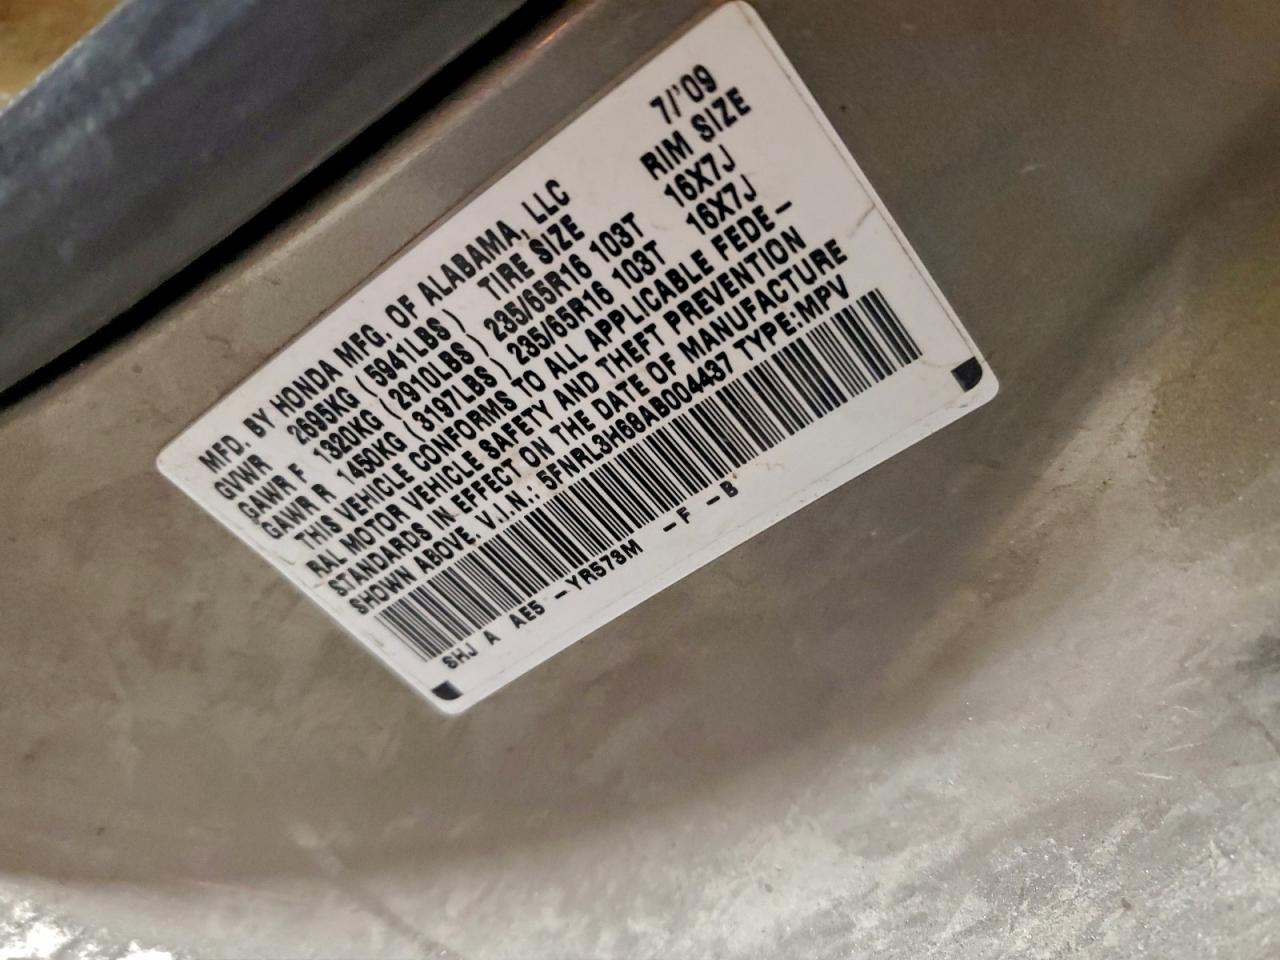 MFD. BY HONDA MFG. OF ALABAMA, LLC 7/'09
GVWR 2695KG (5941LBS) TIRE SIZE RIM SIZE
GAWR F 1320KG (2910LBS) 235/65R16 103T 16X7J
GAWR R 1450KG (3197LBS) 235/65R16 103T 16X7J
THIS VEHICLE CONFORMS TO ALL APPLICABLE FEDE-
RAL MOTOR VEHICLE SAFETY AND THEFT PREVENTION
STANDARDS IN EFFECT ON THE DATE OF MANUFACTURE
SHOWN ABOVE. V.I.N.: 5FNRL3H69AB004437 TYPE:MPV
SHJ A AE5 -YR573M -F -B